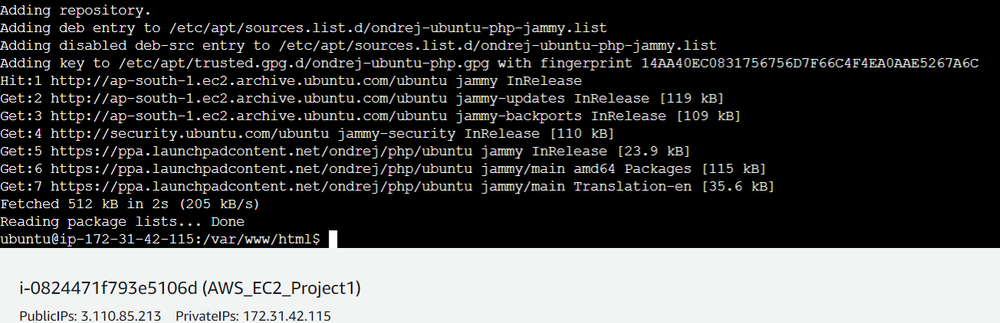 Adding repository.
Adding deb entry to /etc/apt/sources.list.d/ondrej-ubuntu-php-jammy.list
Adding disabled deb-src entry to /etc/apt/sources.list.d/ondrej-ubuntu-php-jammy.list
Adding key to /etc/apt/trusted.gpg.d/ondrej-ubuntu-php.gpg with fingerprint 14AA40EC0831756756D7F66C4F4EA0AAE5267A6C
Hit:1 http://ap-south-1.ec2.archive.ubuntu.com/ubuntu jammy InRelease
Get:2 http://ap-south-1.ec2.archive.ubuntu.com/ubuntu jammy-updates InRelease [119 kB]
Get:3 http://ap-south-1.ec2.archive.ubuntu.com/ubuntu jammy-backports InRelease [109 kB]
Get:4 http://security.ubuntu.com/ubuntu jammy-security InRelease [110 kB]
Get:5 https://ppa.launchpadcontent.net/ondrej/php/ubuntu jammy InRelease [23.9 kB]
Get:6 https://ppa.launchpadcontent.net/ondrej/php/ubuntu jammy/main amd64 Packages [115 kB]
Get:7 https://ppa.launchpadcontent.net/ondrej/php/ubuntu jammy/main Translation-en [35.6 kB]
Fetched 512 kB in 2s (205 kB/s)
Reading package lists... Done
ubuntu@ip-172-31-42-115:/var/www/html$
i-0824471f793e5106d (AWS_EC2_Project1)
PublicIPs: 3.110.85.213 PrivateIPs: 172.31.42.115